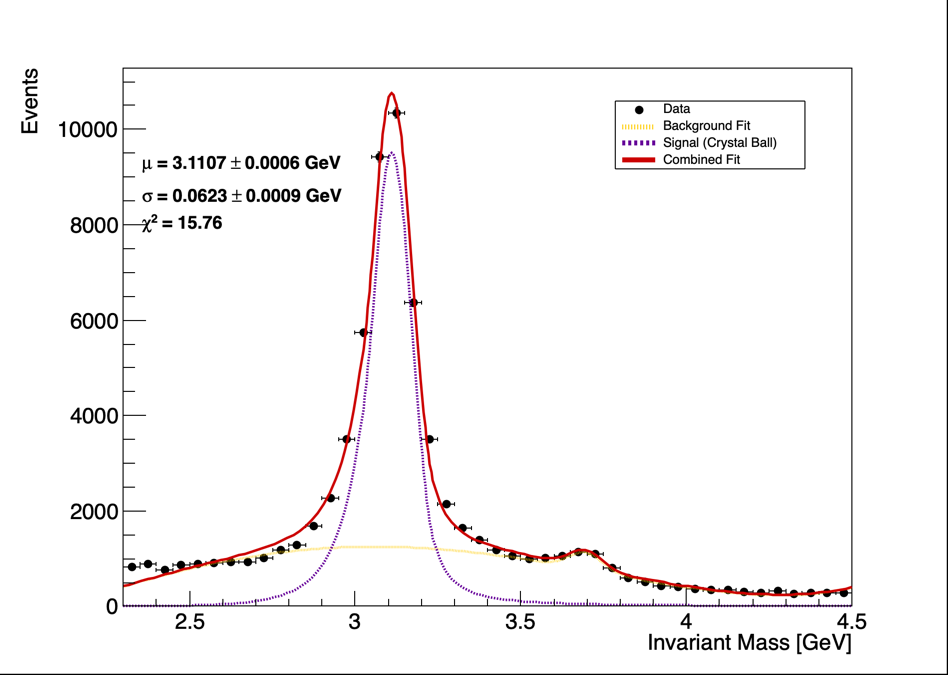 Events
10000
8000
6000
4000
2000
0
μ = 3.1107 ± 0.0006 GeV
σ = 0.0623 ± 0.0009 GeV
χ² = 15.76
Data
Background Fit
Signal (Crystal Ball)
Combined Fit
2.5 3 3.5 4 4.5
Invariant Mass [GeV]